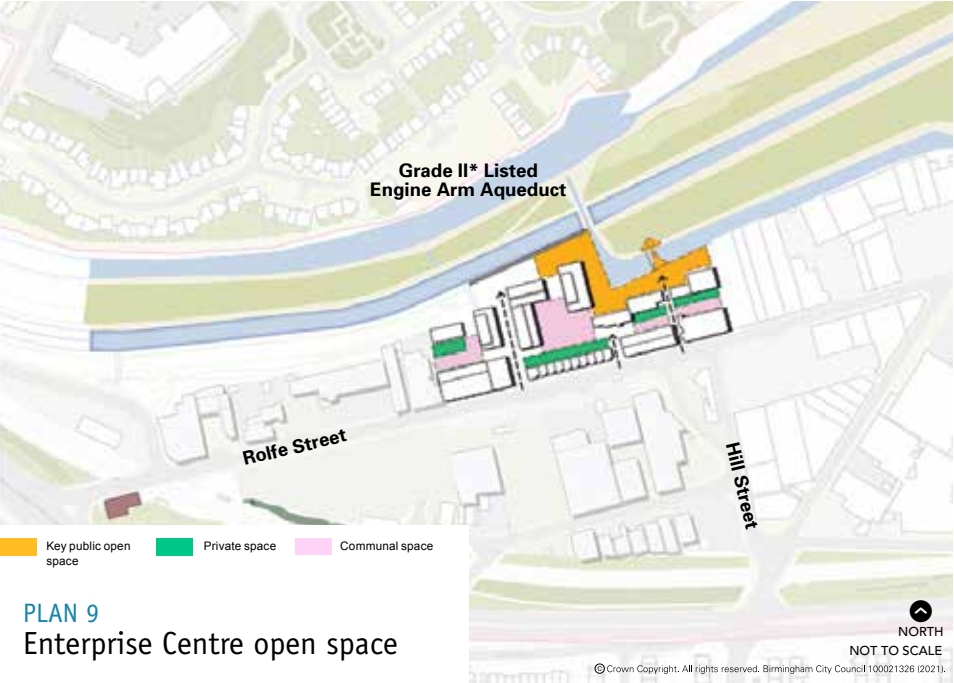 Grade II* Listed
Engine Arm Aqueduct
Rolfe Street
Hill Street
Key public open
space
Private space
Communal space
PLAN 9
Enterprise Centre open space
NORTH
NOT TO SCALE
©Crown Copyright. All rights reserved. Birmingham City Council 100021326 (2021).